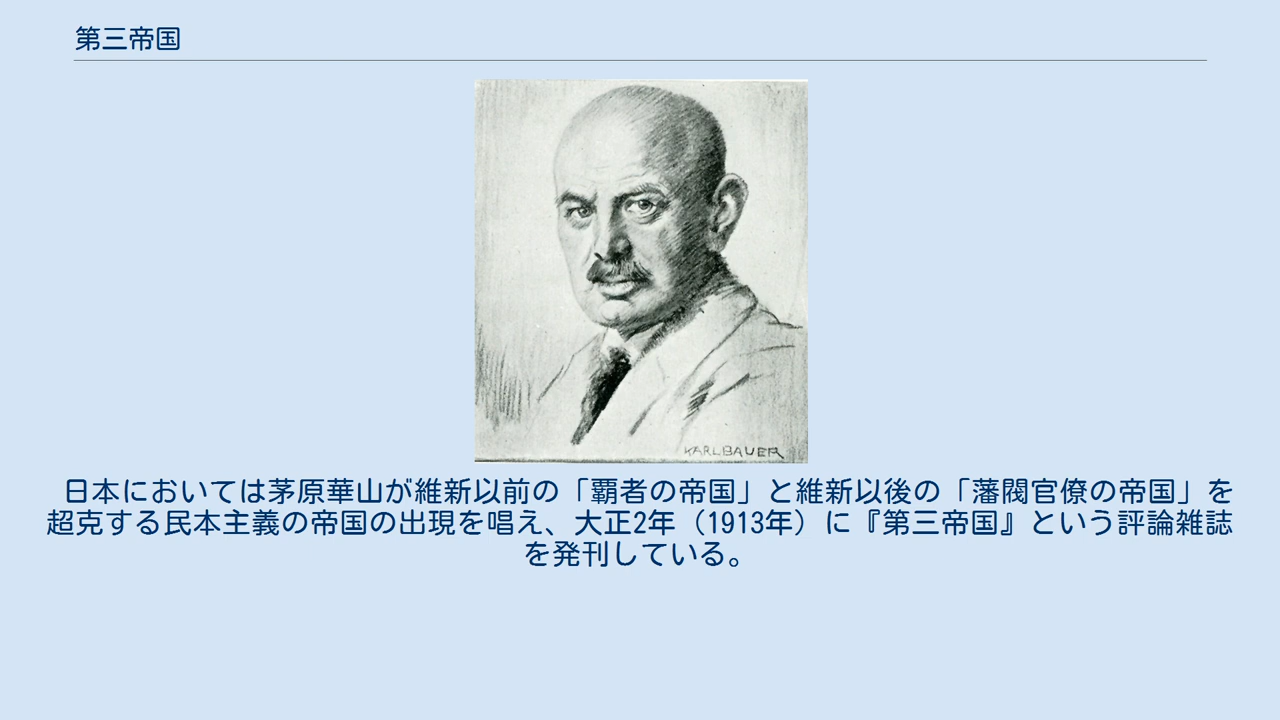 第三帝国
KARL BAUER
日本においては茅原華山が維新以前の「覇者の帝国」と維新以後の「藩閥官僚の帝国」を
超克する民本主義の帝国の出現を唱え、大正2年（1913年）に『第三帝国』という評論雑誌
を発刊している。